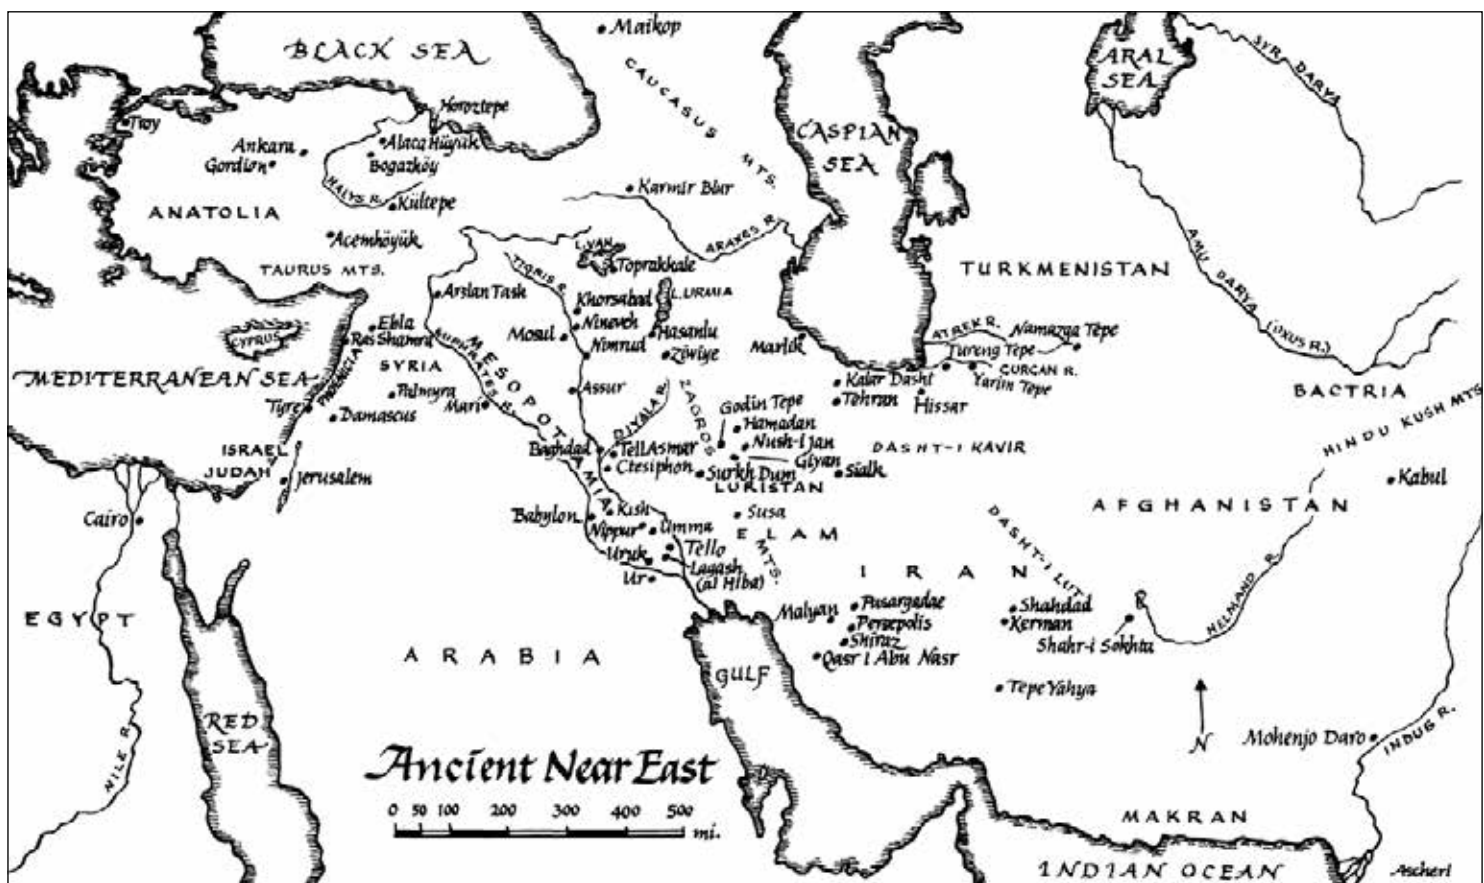 Maikop
BLACK SEA
ARAL
SEA
SYR DARYA
CAUCASUS MTS.
Horoztepe
Troy
CASPIAN
SEA
Ankara
Alaca Hüyük
Gordion
Bogazköy
HALYS R.
Karmir Blur
Kültepe
ANATOLIA
ARAXES R.
AMU DARYA (OXUS R.)
Acemhöyük
L. VAN
Toprakkale
TAURUS MTS.
TIGRIS R.
TURKMENISTAN
Arslan Tash
Khorsabad
L. URMIA
Ebla
Nineveh
CYPRUS
Ras Shamra
Mosul
Hasanlu
Marlik
ATREK R.
Namazga Tepe
Nimrud
Ziwiye
Tureng Tepe
SYRIA
EUPHRATES R.
MESOPOTAMIA
GURGAN R.
MEDITERRANEAN SEA
PHOENICIA
Palmyra
Assur
Kalar Dasht
Yarim Tepe
BACTRIA
Tyre
Mari
DIYALA R.
ZAGROS MTS.
Godin Tepe
Tehran
Hissar
Damascus
Hamadan
HINDU KUSH MTS
ISRAEL
Baghdad
Tell Asmar
Nush-i Jan
DASHT-I KAVIR
JUDAH
Ctesiphon
Giyan
Jerusalem
Surkh Dum
Sialk
Kabul
LURISTAN
AFGHANISTAN
Cairo
Babylon
Kish
Susa
Nippur
Umma
ELAM
DASHT-I LUT
Uruk
Tello
Lagash
(al Hiba)
Ur
IRAN
HELMAND R.
EGYPT
Malyan
Pasargadae
Shahdad
Persepolis
Kerman
Shiraz
Shahr-i Sokhta
ARABIA
Qasr i Abu Nasr
GULF
Tepe Yahya
RED
SEA
NILE R.
N
Mohenjo Daro
INDUS R.
Ancient Near East
0 50 100 200 300 400 500
mi.
MAKRAN
INDIAN OCEAN
Ascherl